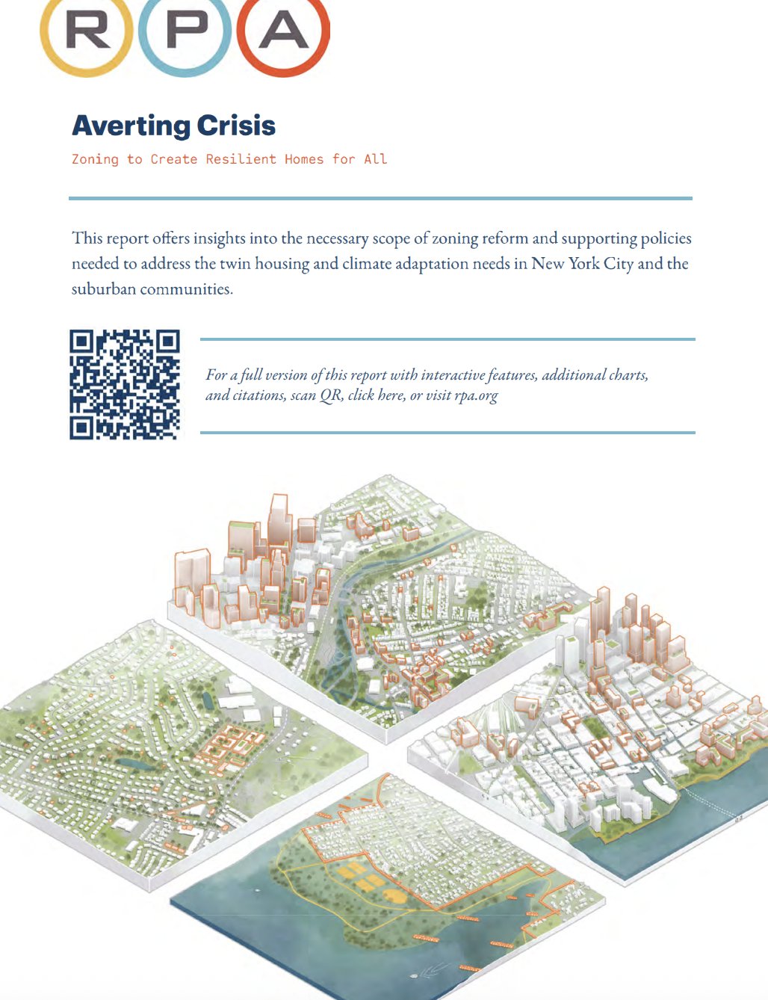 RPA
Averting Crisis
Zoning to Create Resilient Homes for All
This report offers insights into the necessary scope of zoning reform and supporting policies
needed to address the twin housing and climate adaptation needs in New York City and the
suburban communities.
For a full version of this report with interactive features, additional charts,
and citations, scan QR, click here, or visit rpa.org